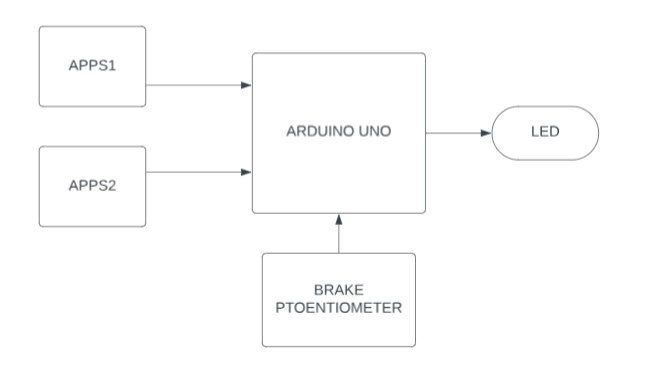 APPS1
ARDUINO UNO
LED
APPS2
BRAKE
PTOENTIOMETER